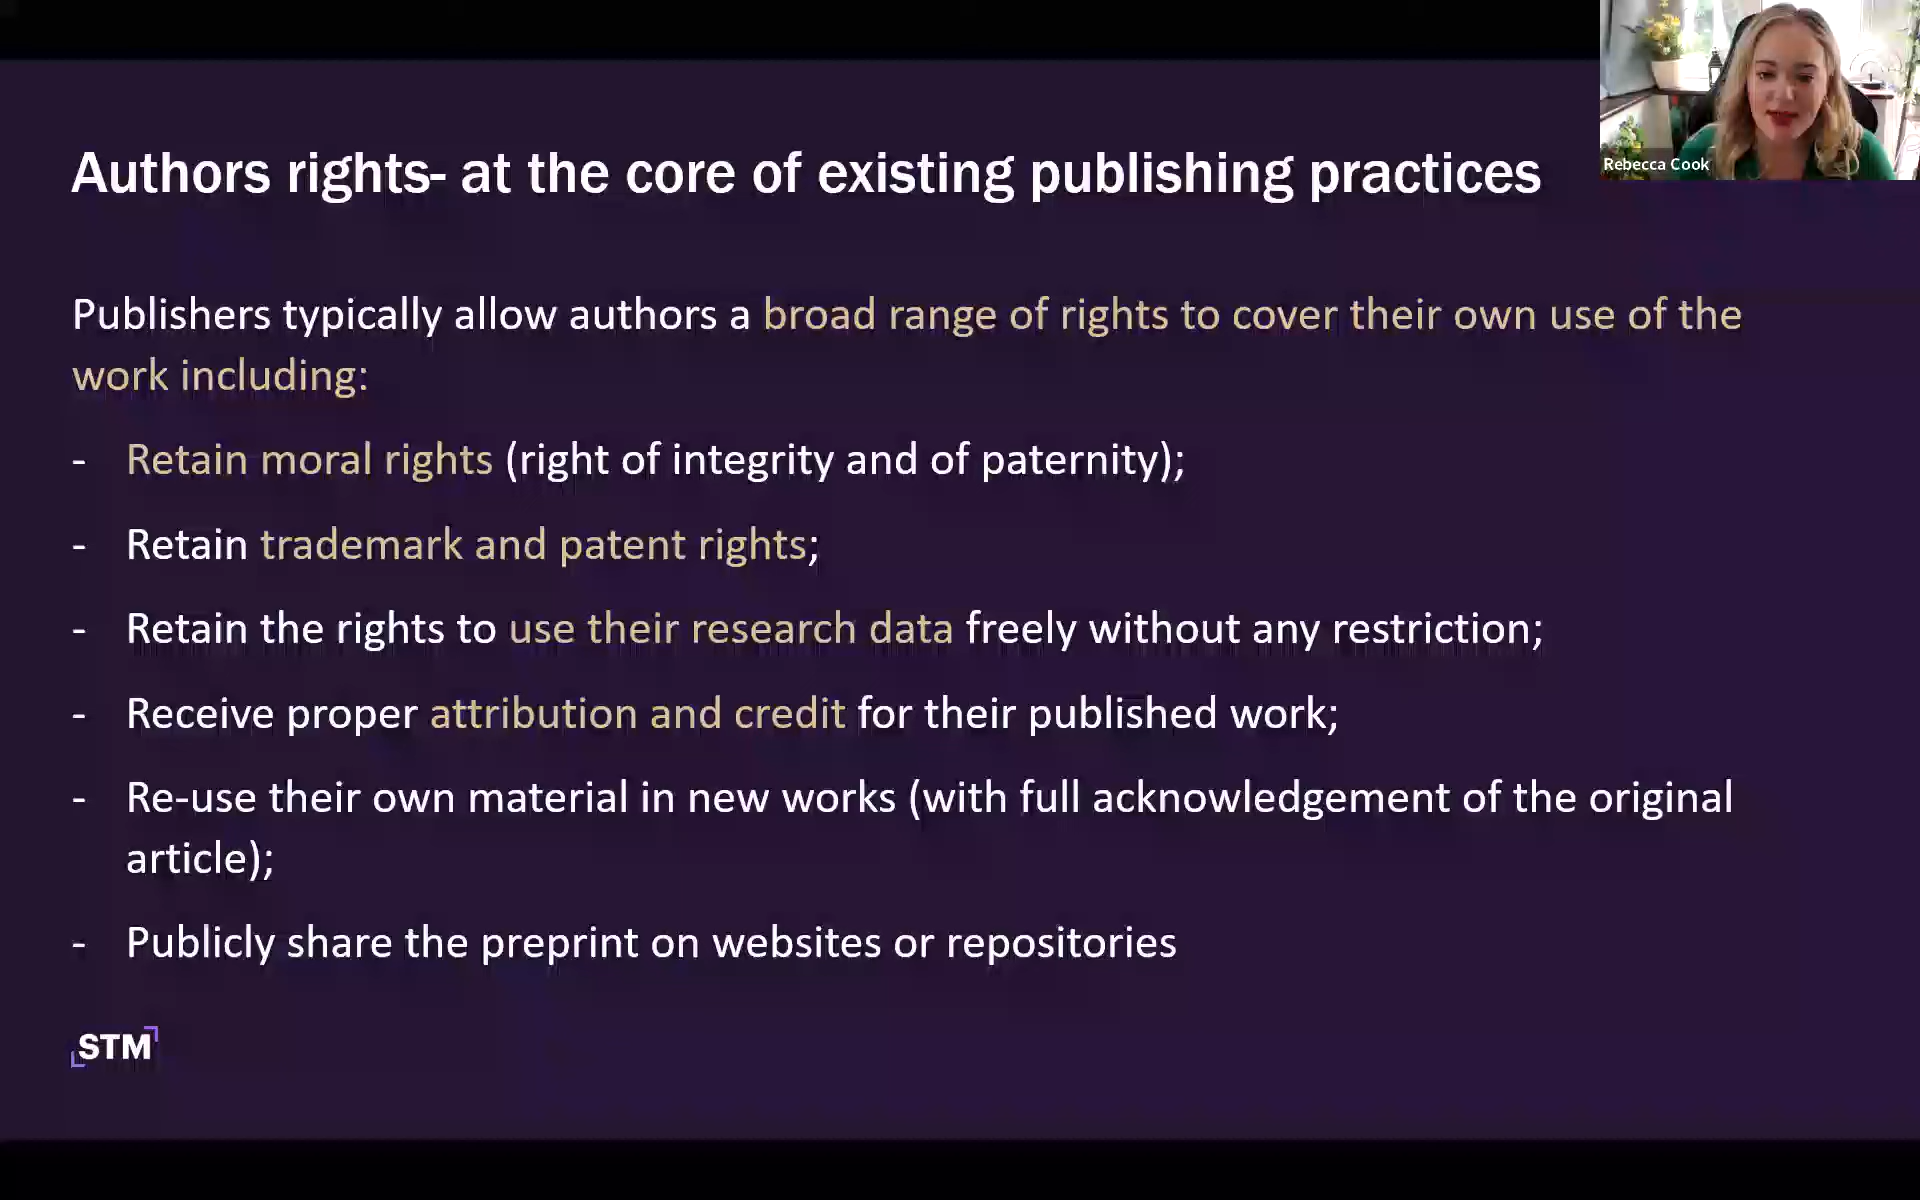 Authors rights- at the core of existing publishing practices
Rebecca Cook
Publishers typically allow authors a broad range of rights to cover their own use of the
work including:
- Retain moral rights (right of integrity and of paternity);
- Retain trademark and patent rights;
- Retain the rights to use their research data freely without any restriction;
- Receive proper attribution and credit for their published work;
- Re-use their own material in new works (with full acknowledgement of the original
article);
- Publicly share the preprint on websites or repositories
STM